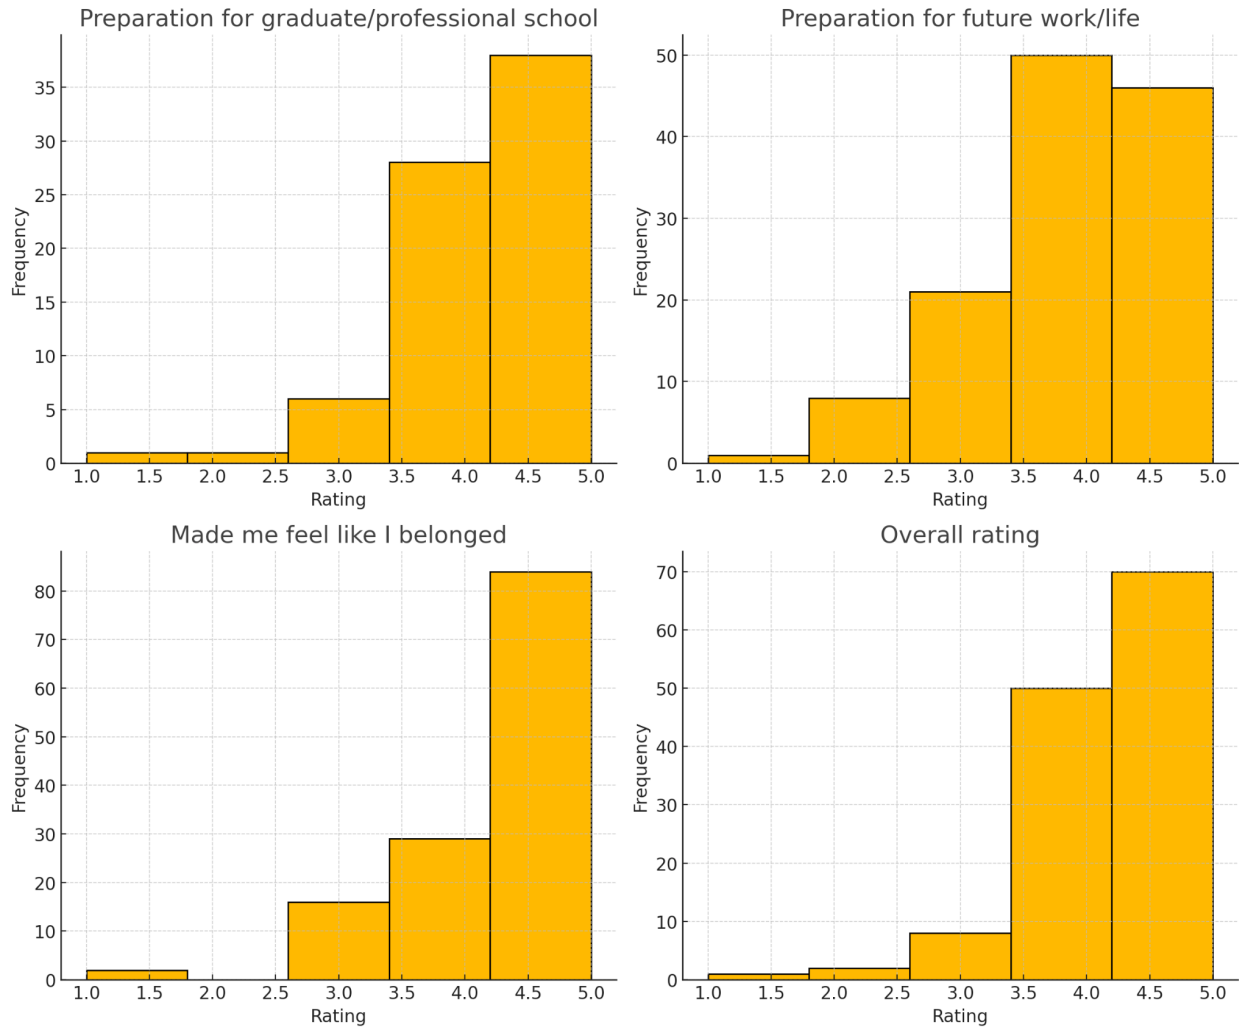 Preparation for graduate/professional school
Frequency
35
30
25
20
15
10
5
0
1.0 1.5 2.0 2.5 3.0 3.5 4.0 4.5 5.0
Rating
Preparation for future work/life
Frequency
50
40
30
20
10
0
1.0 1.5 2.0 2.5 3.0 3.5 4.0 4.5 5.0
Rating
Made me feel like I belonged
Frequency
80
70
60
50
40
30
20
10
0
1.0 1.5 2.0 2.5 3.0 3.5 4.0 4.5 5.0
Rating
Overall rating
Frequency
70
60
50
40
30
20
10
0
1.0 1.5 2.0 2.5 3.0 3.5 4.0 4.5 5.0
Rating